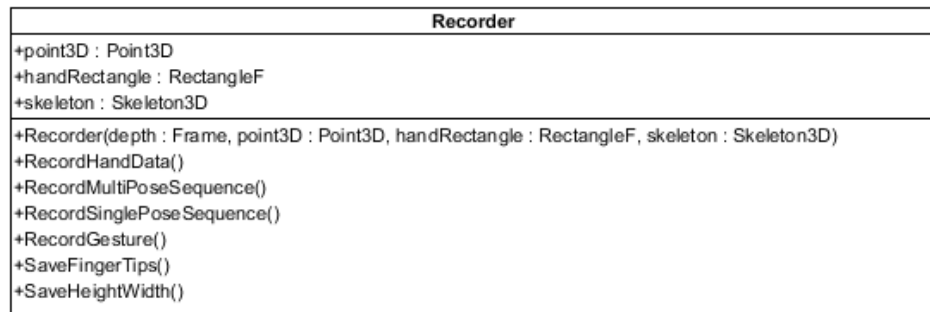 Recorder
+point3D : Point3D
+handRectangle : RectangleF
+skeleton : Skeleton3D
+Recorder(depth : Frame, point3D : Point3D, handRectangle : RectangleF, skeleton : Skeleton3D)
+RecordHandData()
+RecordMultiPoseSequence()
+RecordSinglePoseSequence()
+RecordGesture()
+SaveFingerTips()
+SaveHeightWidth()